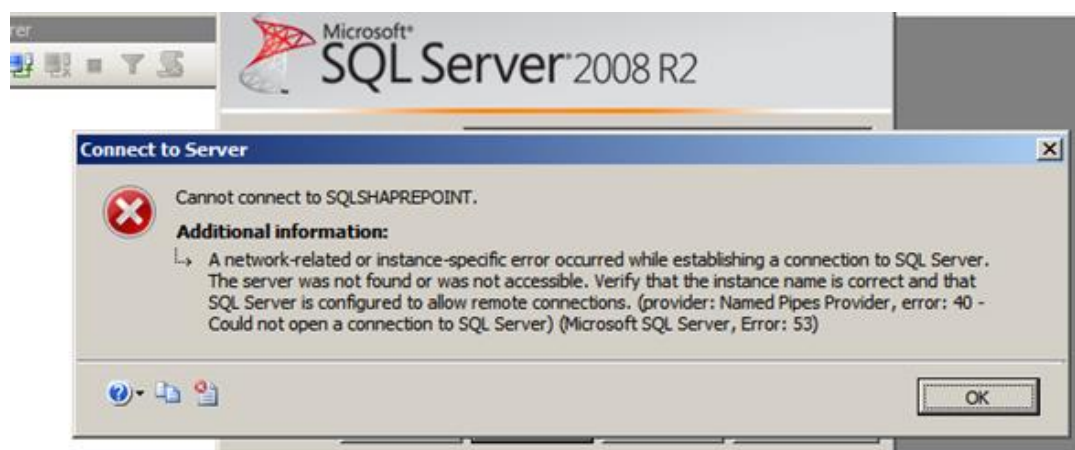 rer
Microsoft®
SQL Server® 2008 R2
Connect to Server
Cannot connect to SQLSHAPREPOINT.
Additional information:
A network-related or instance-specific error occurred while establishing a connection to SQL Server.
The server was not found or was not accessible. Verify that the instance name is correct and that
SQL Server is configured to allow remote connections. (provider: Named Pipes Provider, error: 40 -
Could not open a connection to SQL Server) (Microsoft SQL Server, Error: 53)
OK